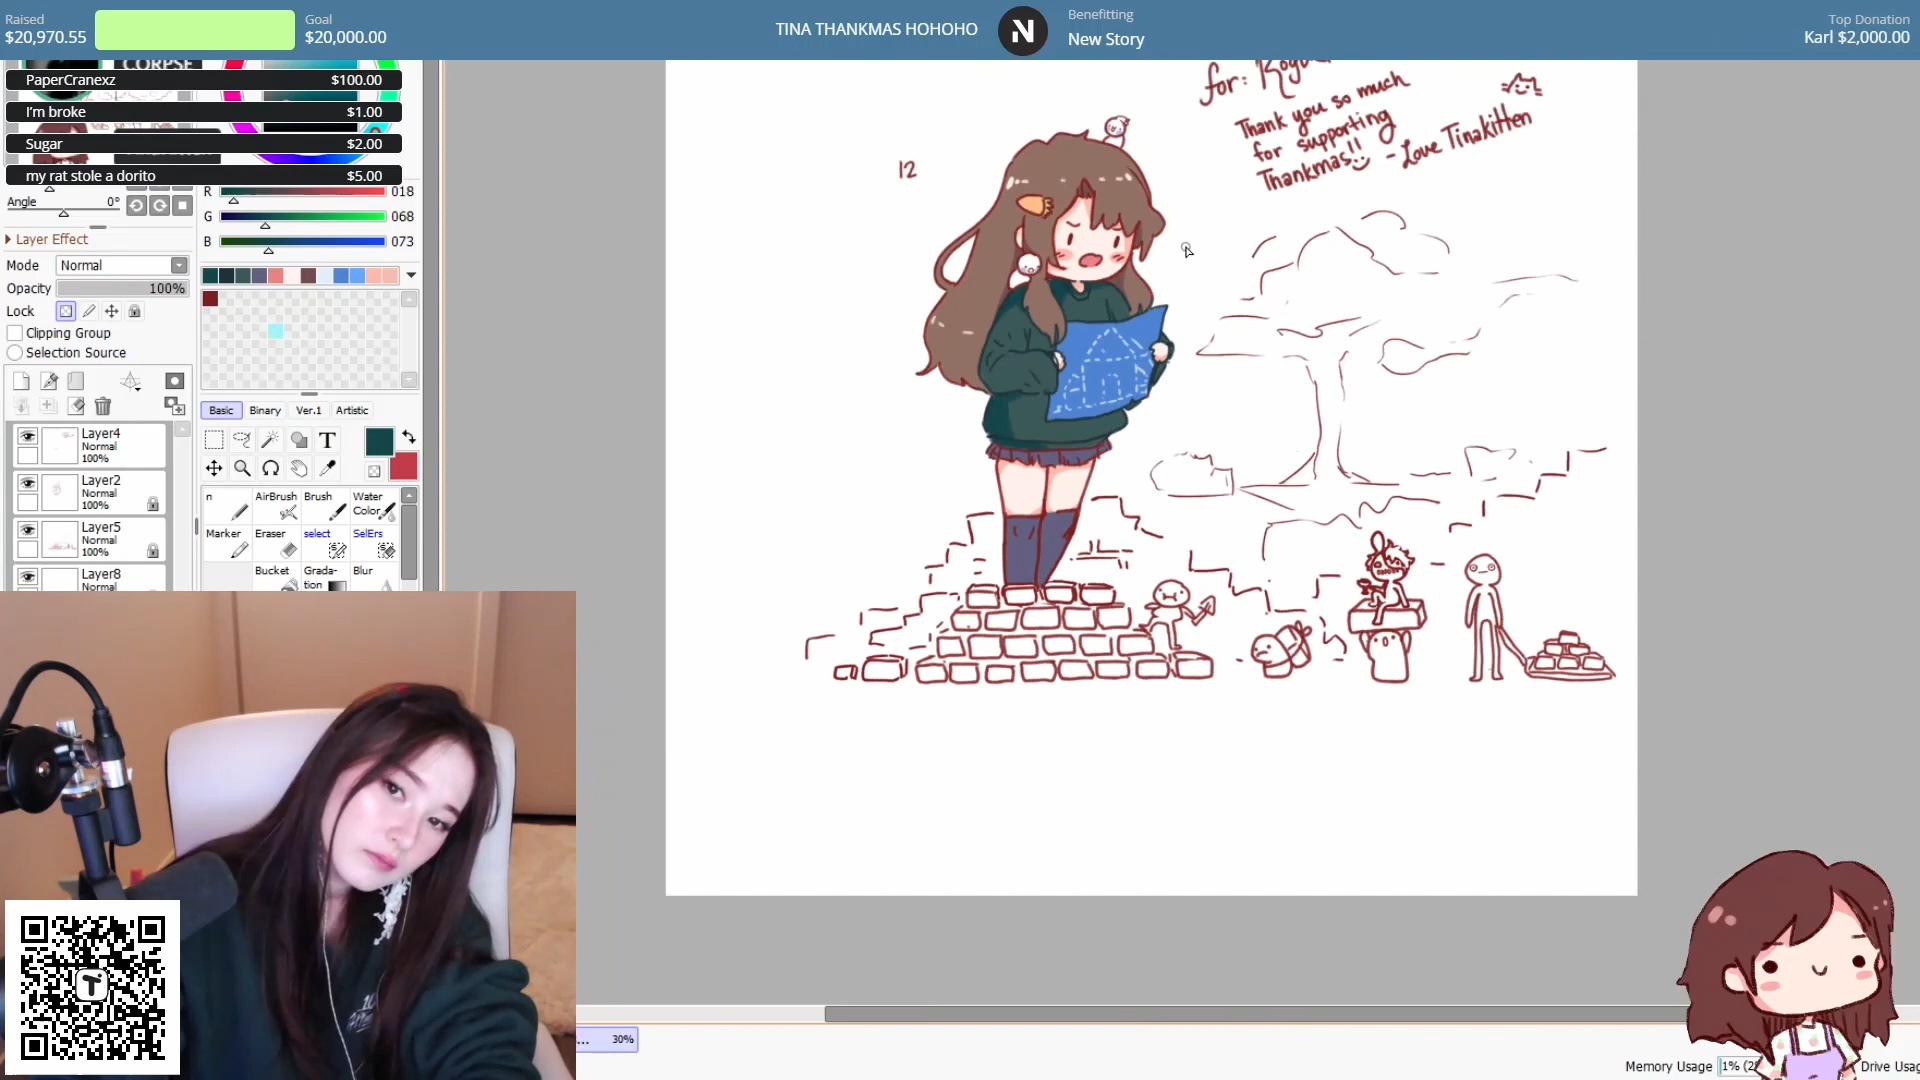 Raised
$20,970.55
Goal
$20,000.00
TINA THANKMAS HOHOHO
Benefitting
New Story
Top Donation
Karl $2,000.00
CORPSE
PaperCranexz $100.00
I'm broke $1.00
Sugar $2.00
my rat stole a dorito $5.00
Angle 0°
R 018
G 068
B 073
Layer Effect
Mode Normal
Opacity 100%
Lock
Clipping Group
Selection Source
Basic Binary Ver.1 Artistic
T
Layer4
Normal
100%
Layer2
Normal
100%
Layer5
Normal
100%
Layer8
Normal
n AirBrush Brush Water Color
Marker Eraser select SelErs
Bucket Grada-tion Blur
for:
Thank you so much
for supporting
Thankmas!!
- Love Tinakitten
12
... 30%
Memory Usage 1%
Drive Usag